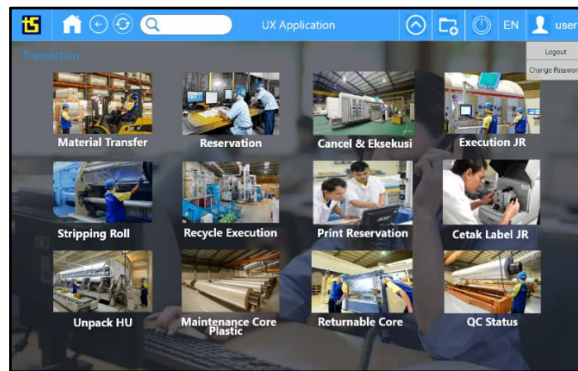 UX Application
EN
user
Logout
Change Password
Transaction
Material Transfer
Reservation
Cancel & Eksekusi
Execution JR
Stripping Roll
Recycle Execution
Print Reservation
Cetak Label JR
Unpack HU
Maintenance Core
Plastic
Returnable Core
QC Status